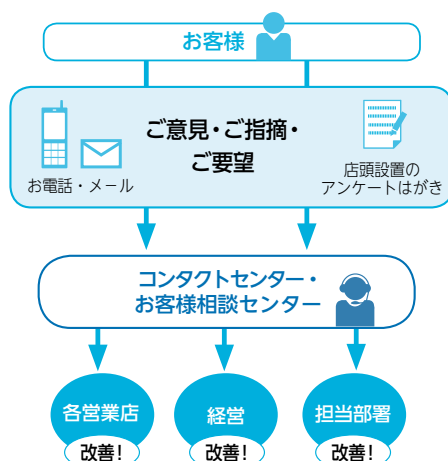 お客様
ご意見・ご指摘・
ご要望
お電話・メール
店頭設置の
アンケートはがき
コンタクトセンター・
お客様相談センター
各営業店
経営
担当部署
改善！
改善！
改善！